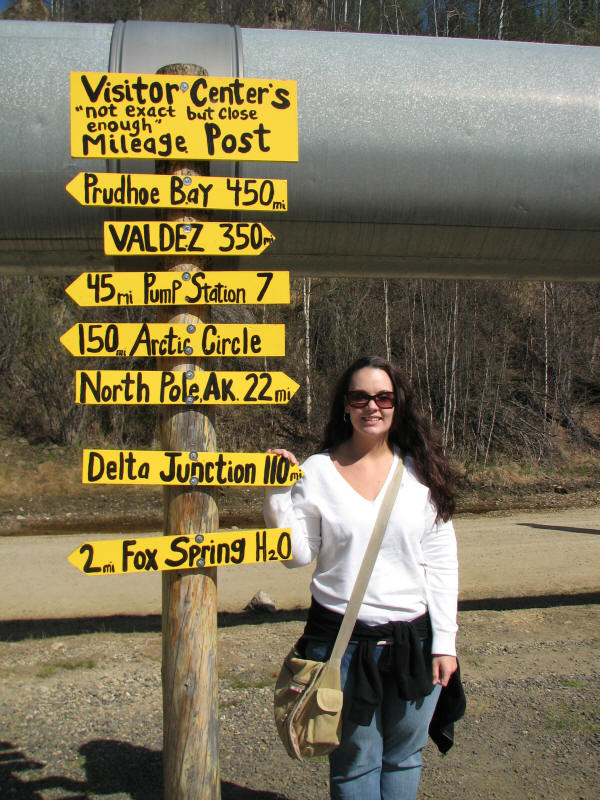 Visitor Center's
"not exact but close
enough"
Mileage Post
Prudhoe Bay 450mi
VALDEZ 350mi
45mi Pump Station 7
150mi Arctic Circle
North Pole, AK. 22mi
Delta Junction 110mi
2mi Fox Spring H2O